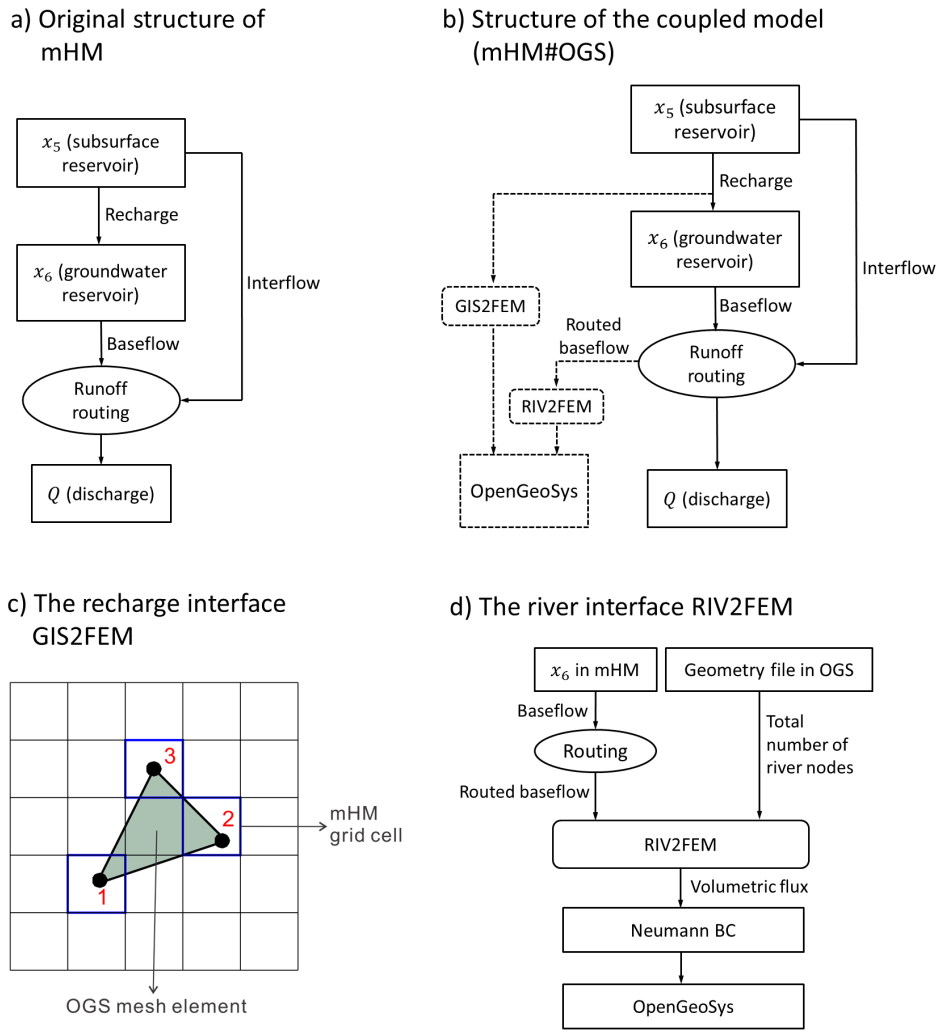 a) Original structure of
mHM
x₅ (subsurface
reservoir)
Recharge
x₆ (groundwater
reservoir)
Interflow
Baseflow
Runoff
routing
Q (discharge)
b) Structure of the coupled model
(mHM#OGS)
x₅ (subsurface
reservoir)
Recharge
x₆ (groundwater
reservoir)
Interflow
GIS2FEM
Baseflow
Routed
baseflow
Runoff
routing
RIV2FEM
OpenGeoSys
Q (discharge)
c) The recharge interface
GIS2FEM
3
2
1
mHM
grid cell
OGS mesh element
d) The river interface RIV2FEM
x₆ in mHM
Geometry file in OGS
Baseflow
Total
number of
river nodes
Routing
Routed baseflow
RIV2FEM
Volumetric flux
Neumann BC
OpenGeoSys